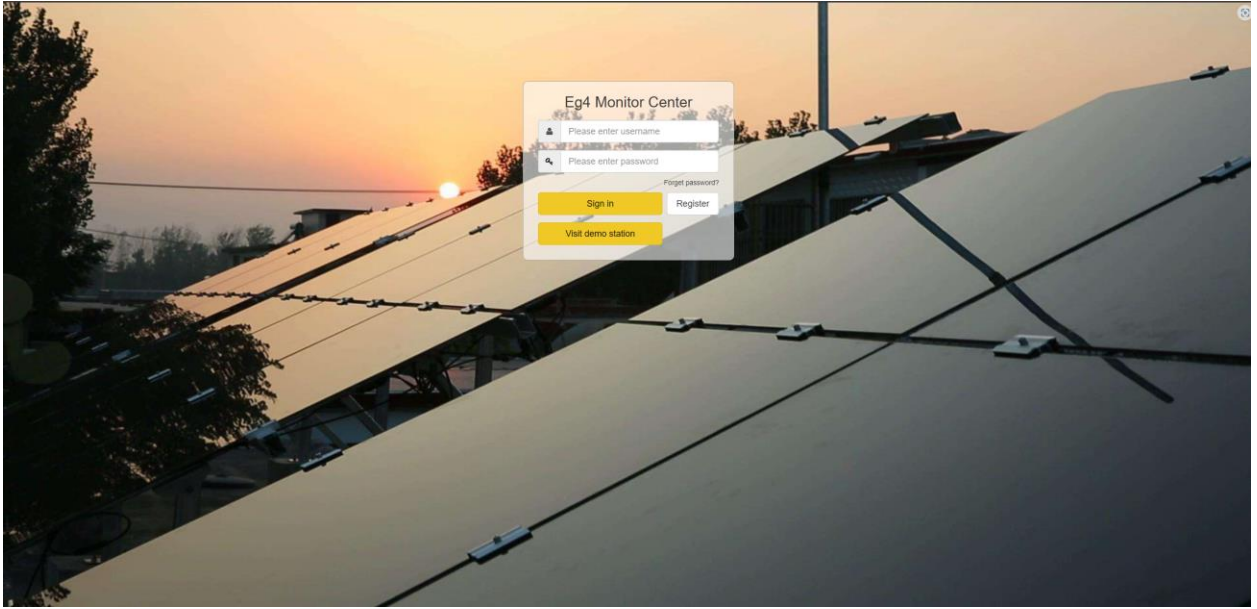 Eg4 Monitor Center
Please enter username
Please enter password
Forget password?
Sign in
Register
Visit demo station